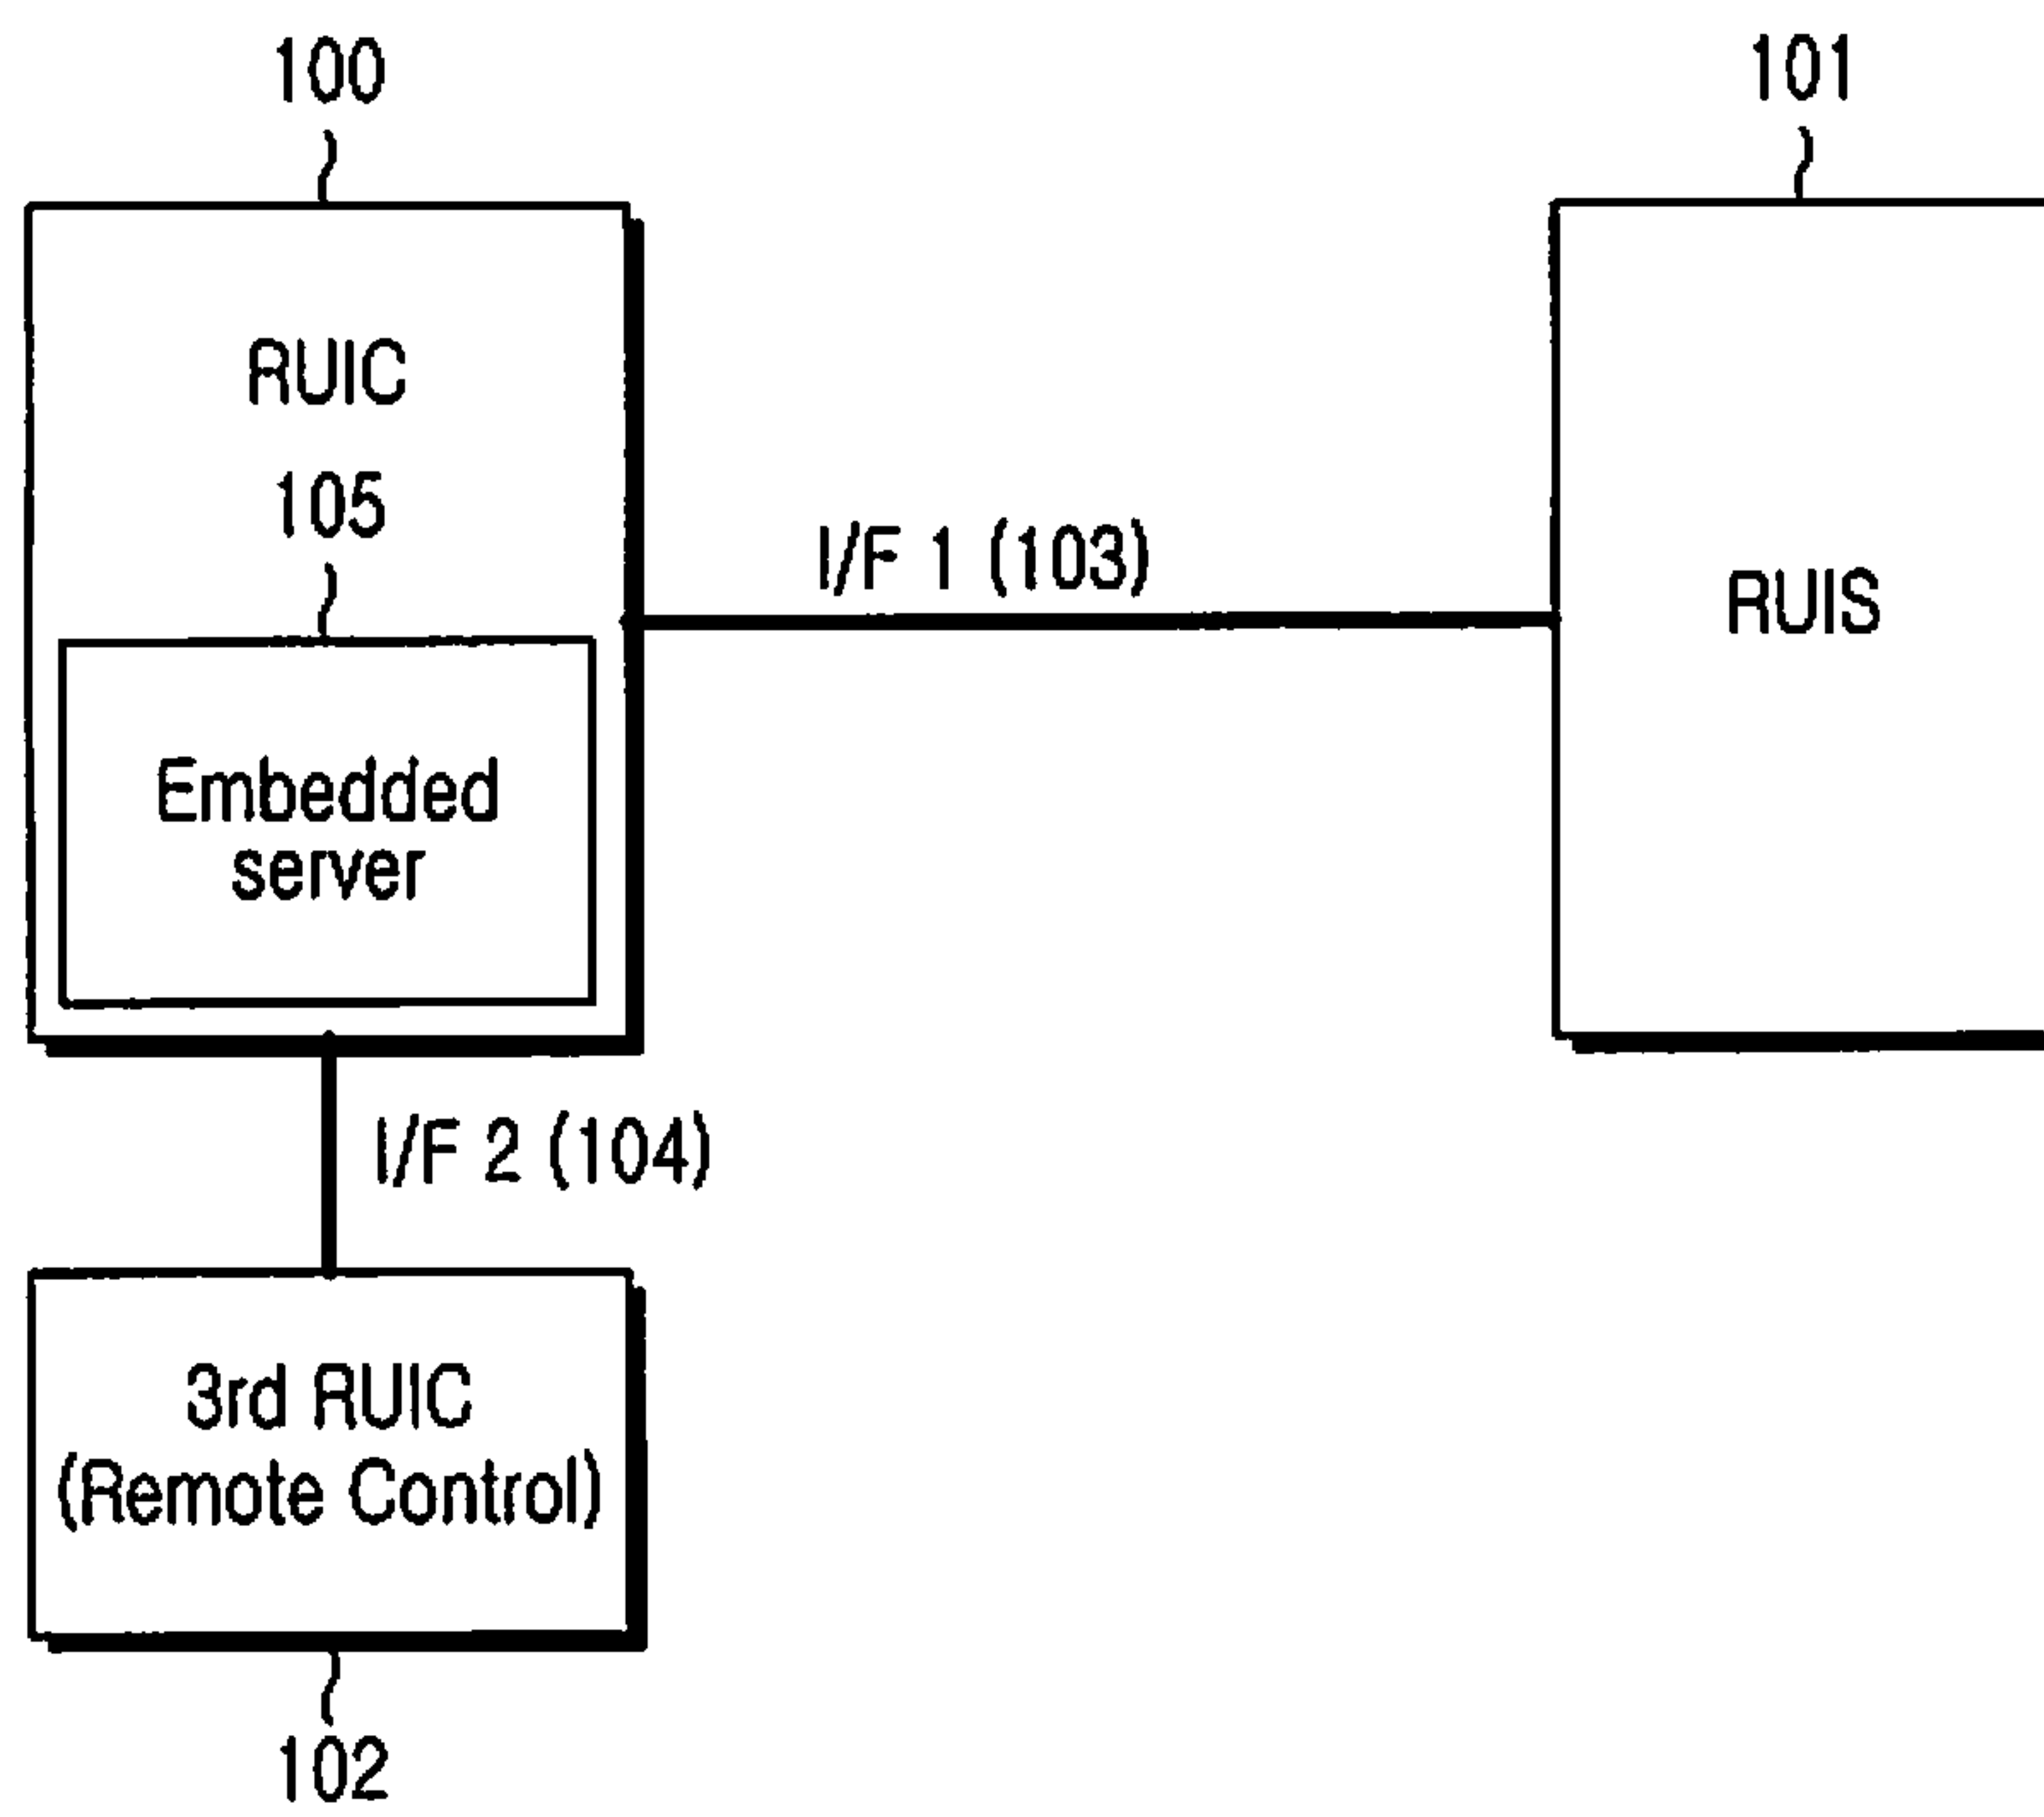 100
101
RUIC
105
I/F 1 (103)
RUIS
Embedded
server
I/F 2 (104)
3rd RUIC
(Remote Control)
102